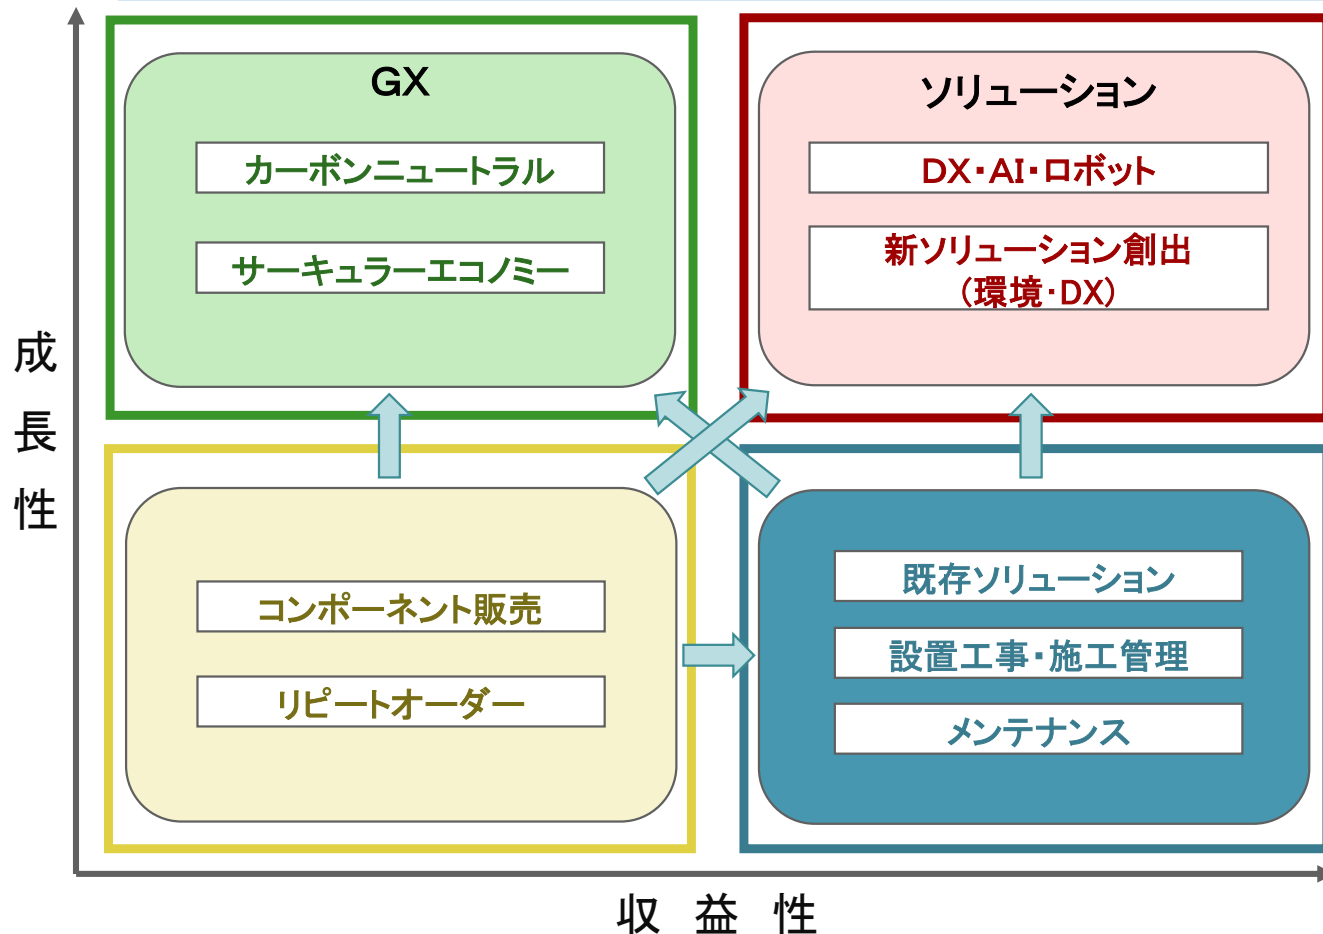 GX
カーボンニュートラル
サーキュラーエコノミー
ソリューション
DX・AI・ロボット
新ソリューション創出
(環境・DX)
成長性
コンポーネント販売
リピートオーダー
既存ソリューション
設置工事・施工管理
メンテナンス
収益性